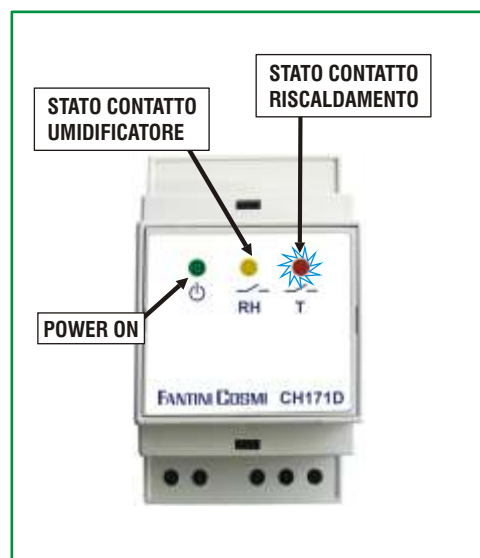 STATO CONTATTO
RISCALDAMENTO
STATO CONTATTO
UMIDIFICATORE
RH T
POWER ON
FANTINI COSMI CH171D